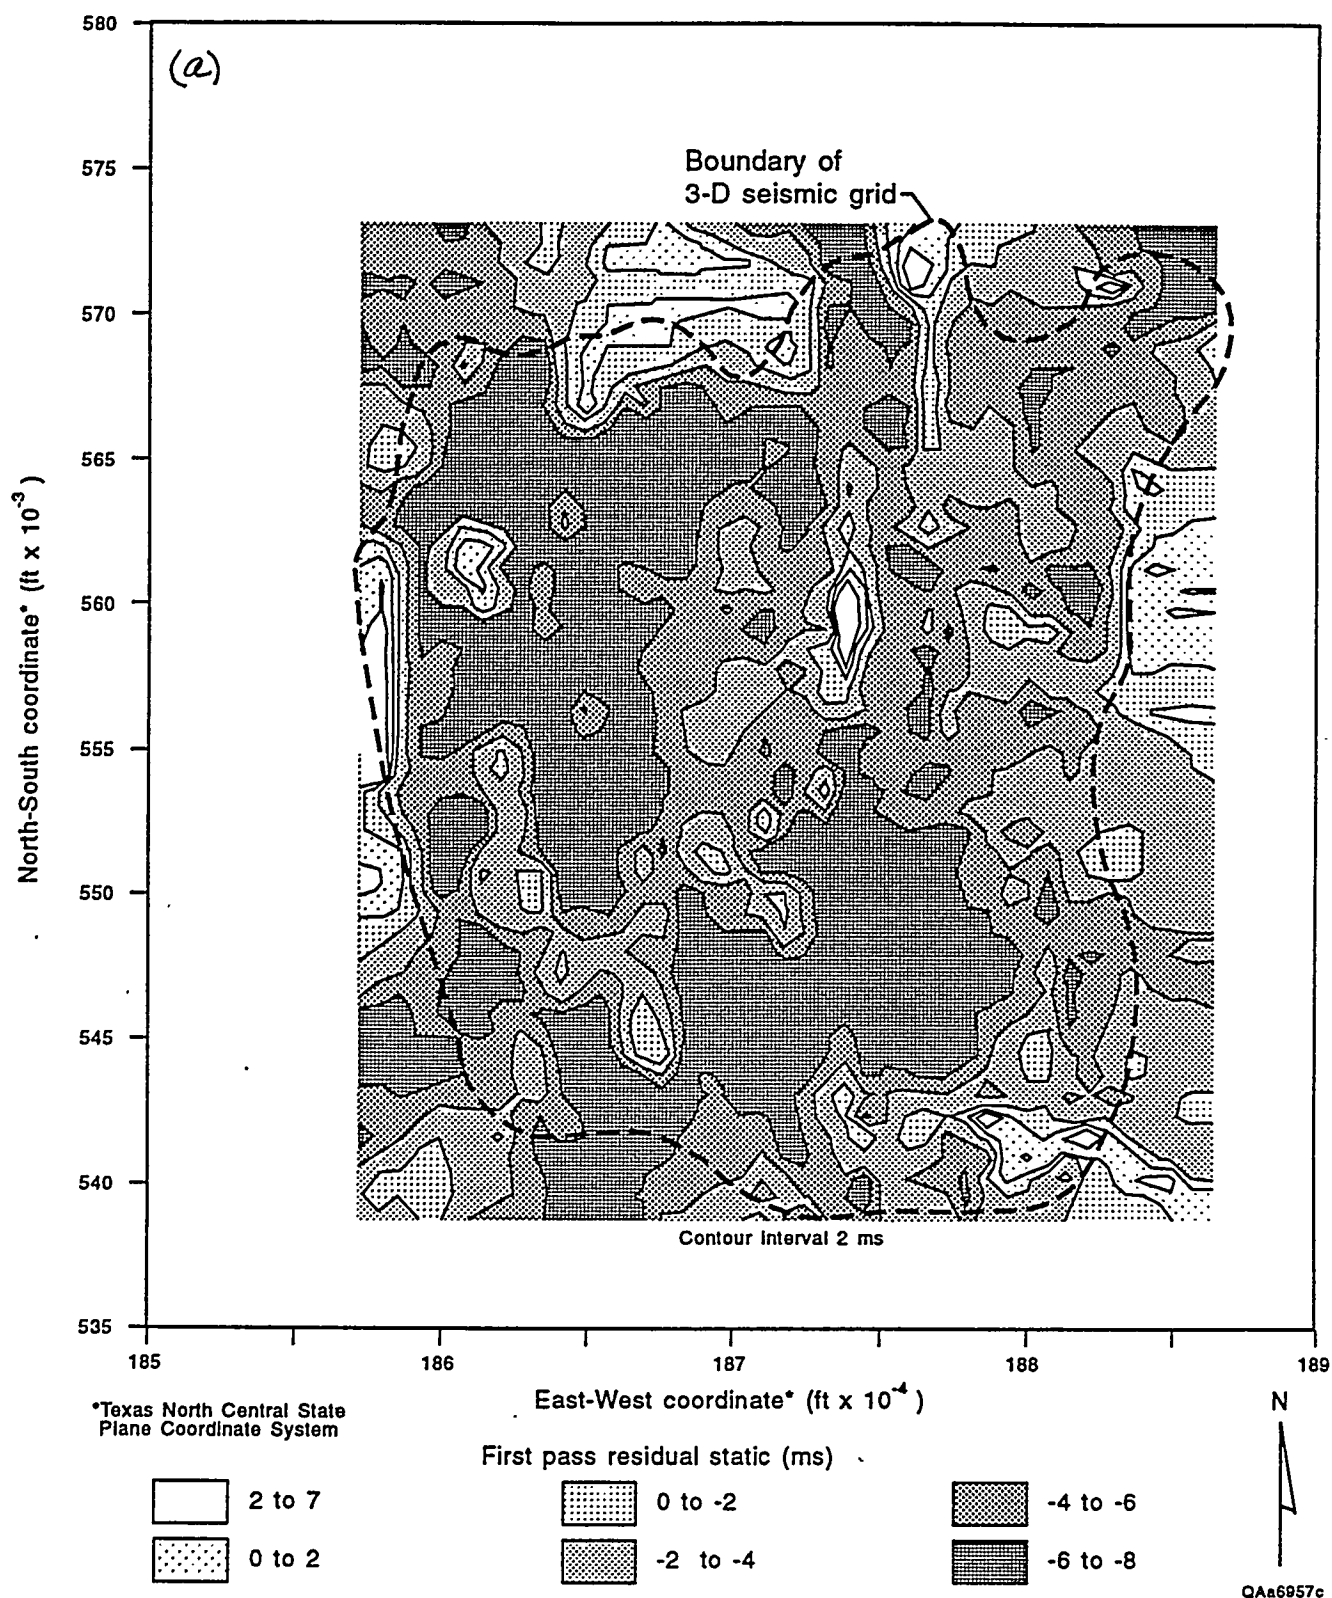 580
(a)
575
Boundary of
3-D seismic grid
570
565
560
555
550
545
540
535
North-South coordinate* (ft x 10⁻³)
Contour Interval 2 ms
185
186
187
188
189
East-West coordinate* (ft x 10⁻⁴)
*Texas North Central State
Plane Coordinate System
N
First pass residual static (ms)
2 to 7
0 to -2
-4 to -6
0 to 2
-2 to -4
-6 to -8
QAa6957c